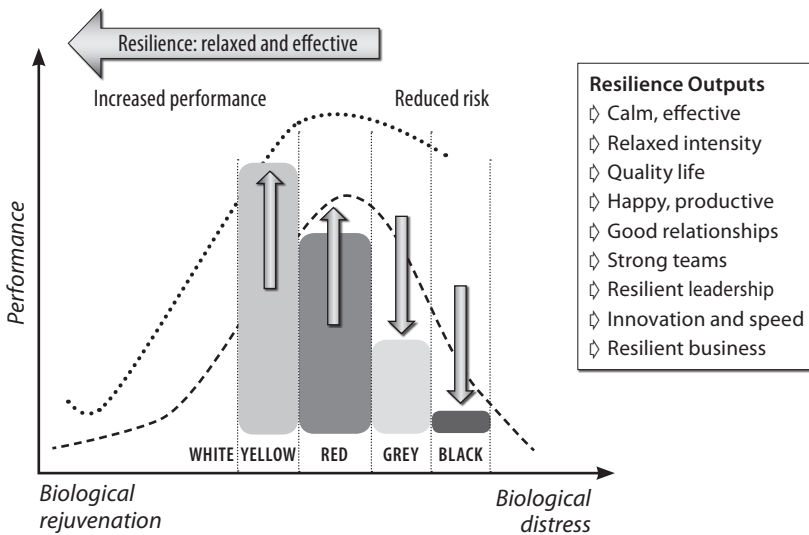 Resilience: relaxed and effective
Increased performance
Reduced risk
Performance
WHITE
YELLOW
RED
GREY
BLACK
Biological
rejuvenation
Biological
distress
Resilience Outputs
Calm, effective
Relaxed intensity
Quality life
Happy, productive
Good relationships
Strong teams
Resilient leadership
Innovation and speed
Resilient business